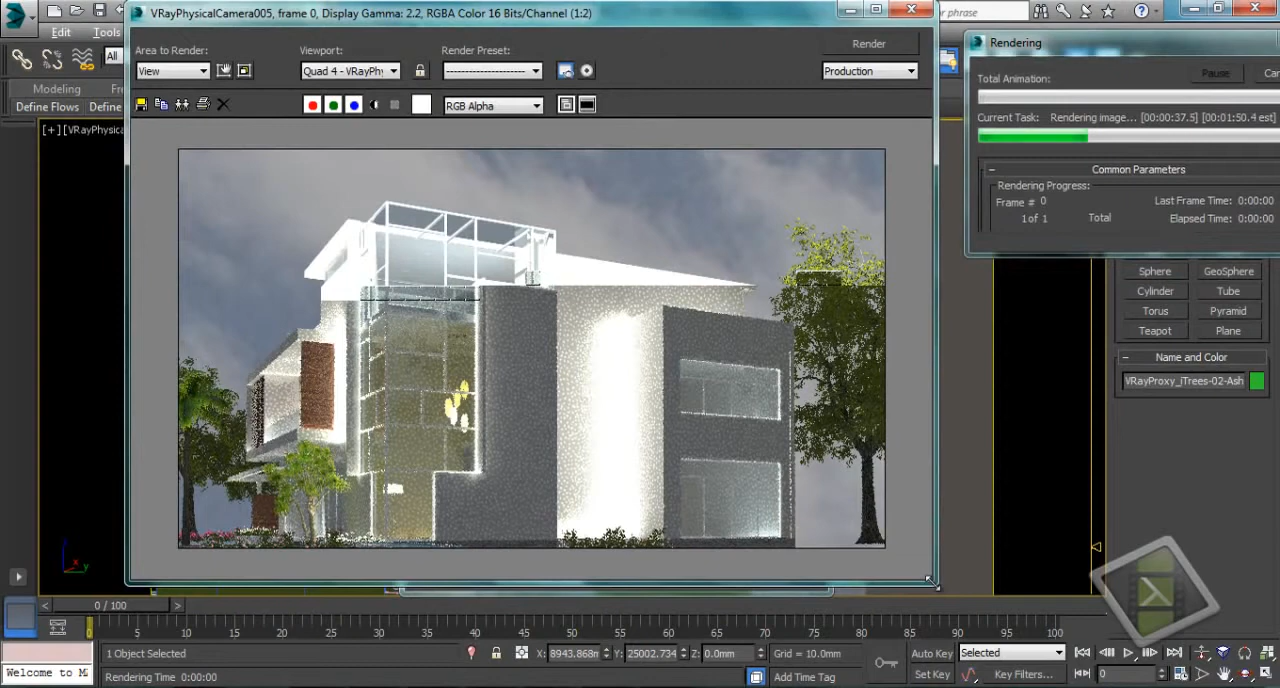 VRayPhysicalCamera005, frame 0, Display Gamma: 2.2, RGBA Color 16 Bits/Channel (1:2)
phrase
Edit
Tools
All
Modeling
Define Flows
Define
Area to Render:
Viewport:
Render Preset:
Render
View
Quad 4 - VRayPhy
Production
RGB Alpha
[+][VRayPhysica
Rendering
Total Animation:
Pause
Can
Current Task:
Rendering image...
[00:00:37.5] [00:01:50.4 est]
Common Parameters
Rendering Progress:
Frame # 0
Last Frame Time: 0:00:00
1 of 1
Total
Elapsed Time: 0:00:00
Sphere
GeoSphere
Cylinder
Tube
Torus
Pyramid
Teapot
Plane
Name and Color
VRayProxy_iTrees-02-Ash
x
y
0 / 100
0
5
10
15
20
25
30
35
40
45
50
55
60
65
70
75
80
85
90
95
100
Welcome to M
1 Object Selected
X: 8943.868m
Y: 25002.734
Z: 0.0mm
Grid = 10.0mm
Auto Key
Selected
Rendering Time 0:00:00
Add Time Tag
Set Key
Key Filters...
0